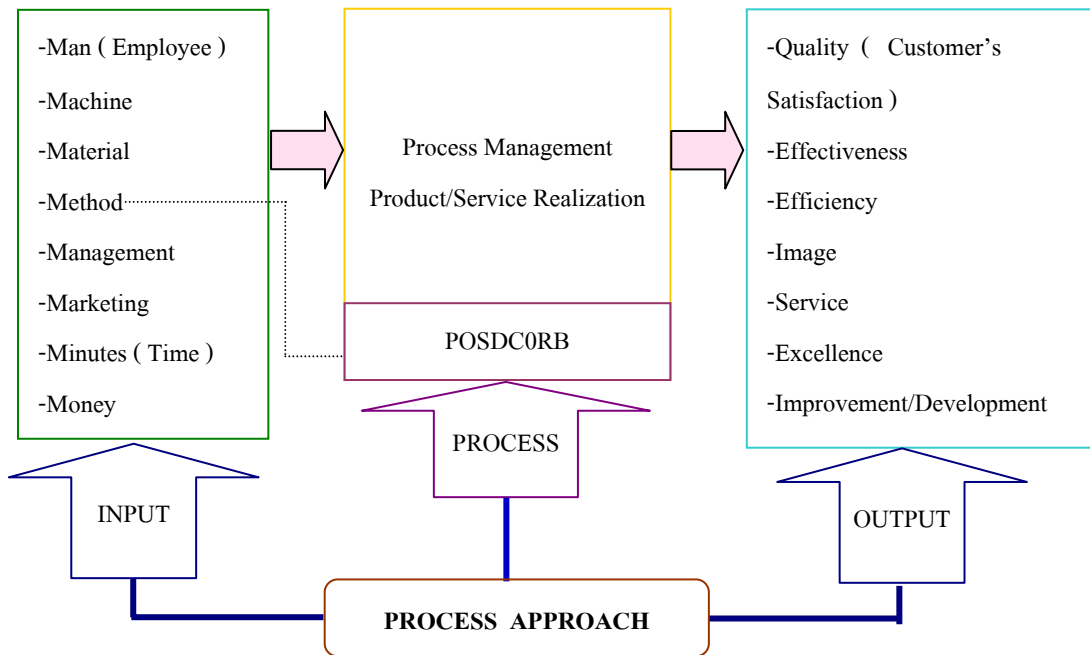 -Man ( Employee )
-Machine
-Material
-Method
-Management
-Marketing
-Minutes ( Time )
-Money
INPUT
Process Management
Product/Service Realization
POSDC0RB
PROCESS
-Quality ( Customer’s
Satisfaction )
-Effectiveness
-Efficiency
-Image
-Service
-Excellence
-Improvement/Development
OUTPUT
PROCESS APPROACH